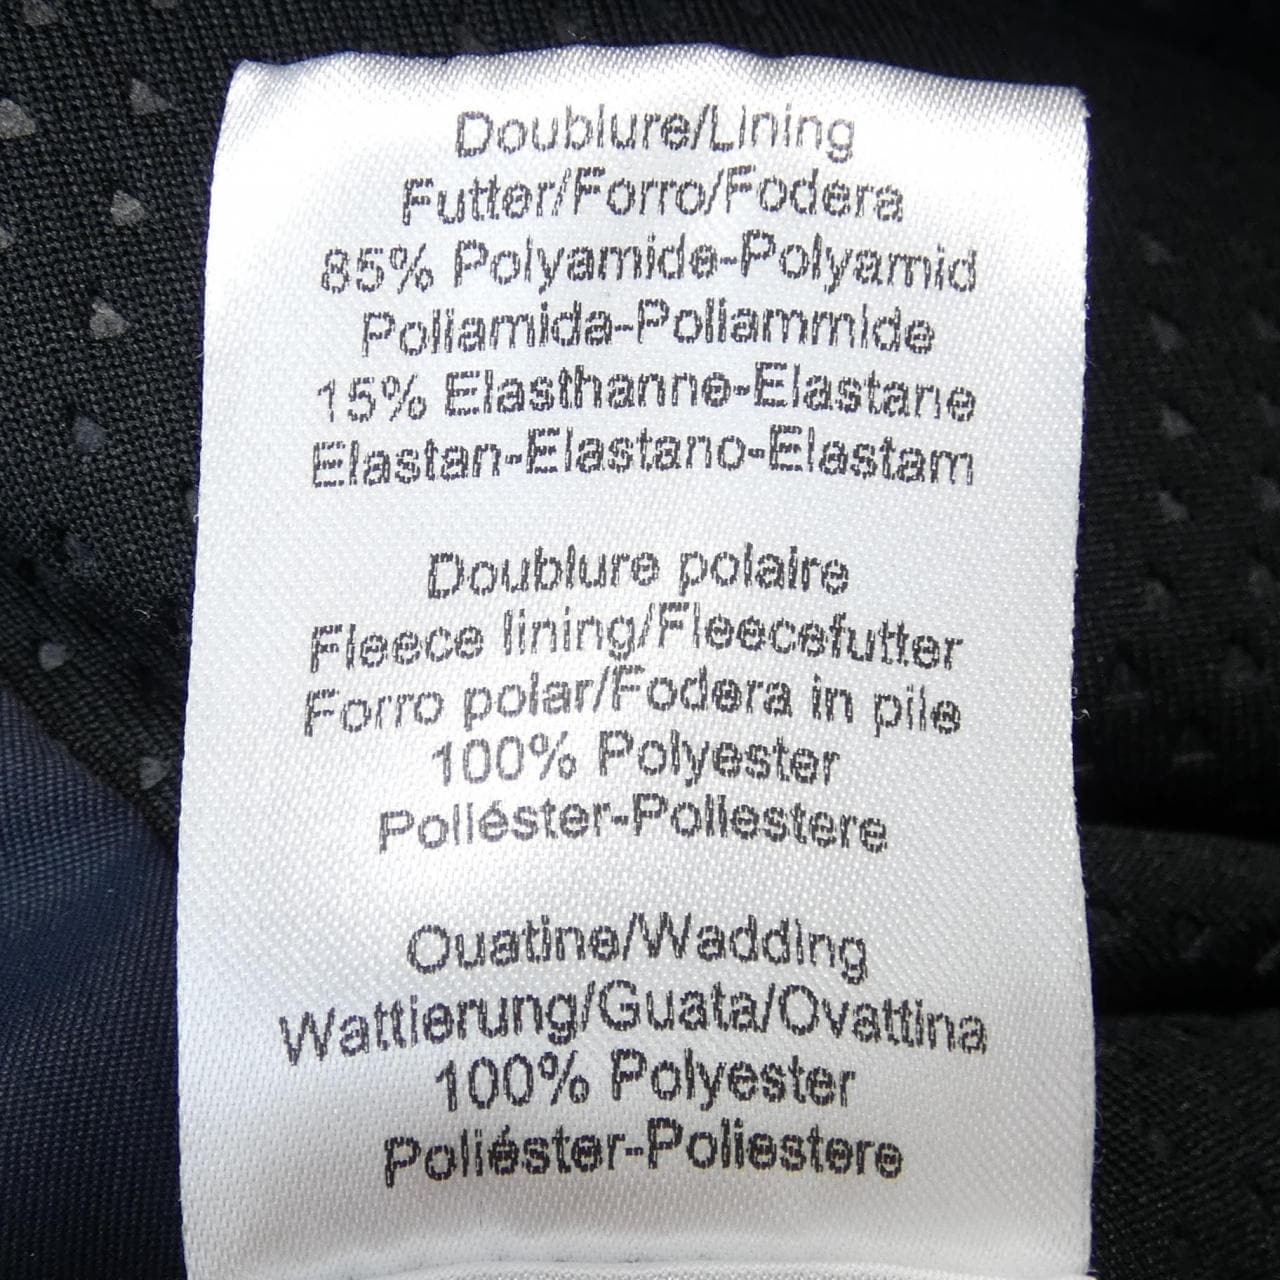 Doublure/Lining
Futter/Forro/Fodera
85% Polyamide-Polyamid
Poliamida-Poliammide
15% Elasthanne-Elastane
Elastan-Elastano-Elastam
Doublure polaire
Fleece lining/Fleecefutter
Forro polar/Fodera in pile
100% Polyester
Poliéster-Poliestere
Ouatine/Wadding
Wattierung/Guata/Ovattina
100% Polyester
Poliéster-Poliestere